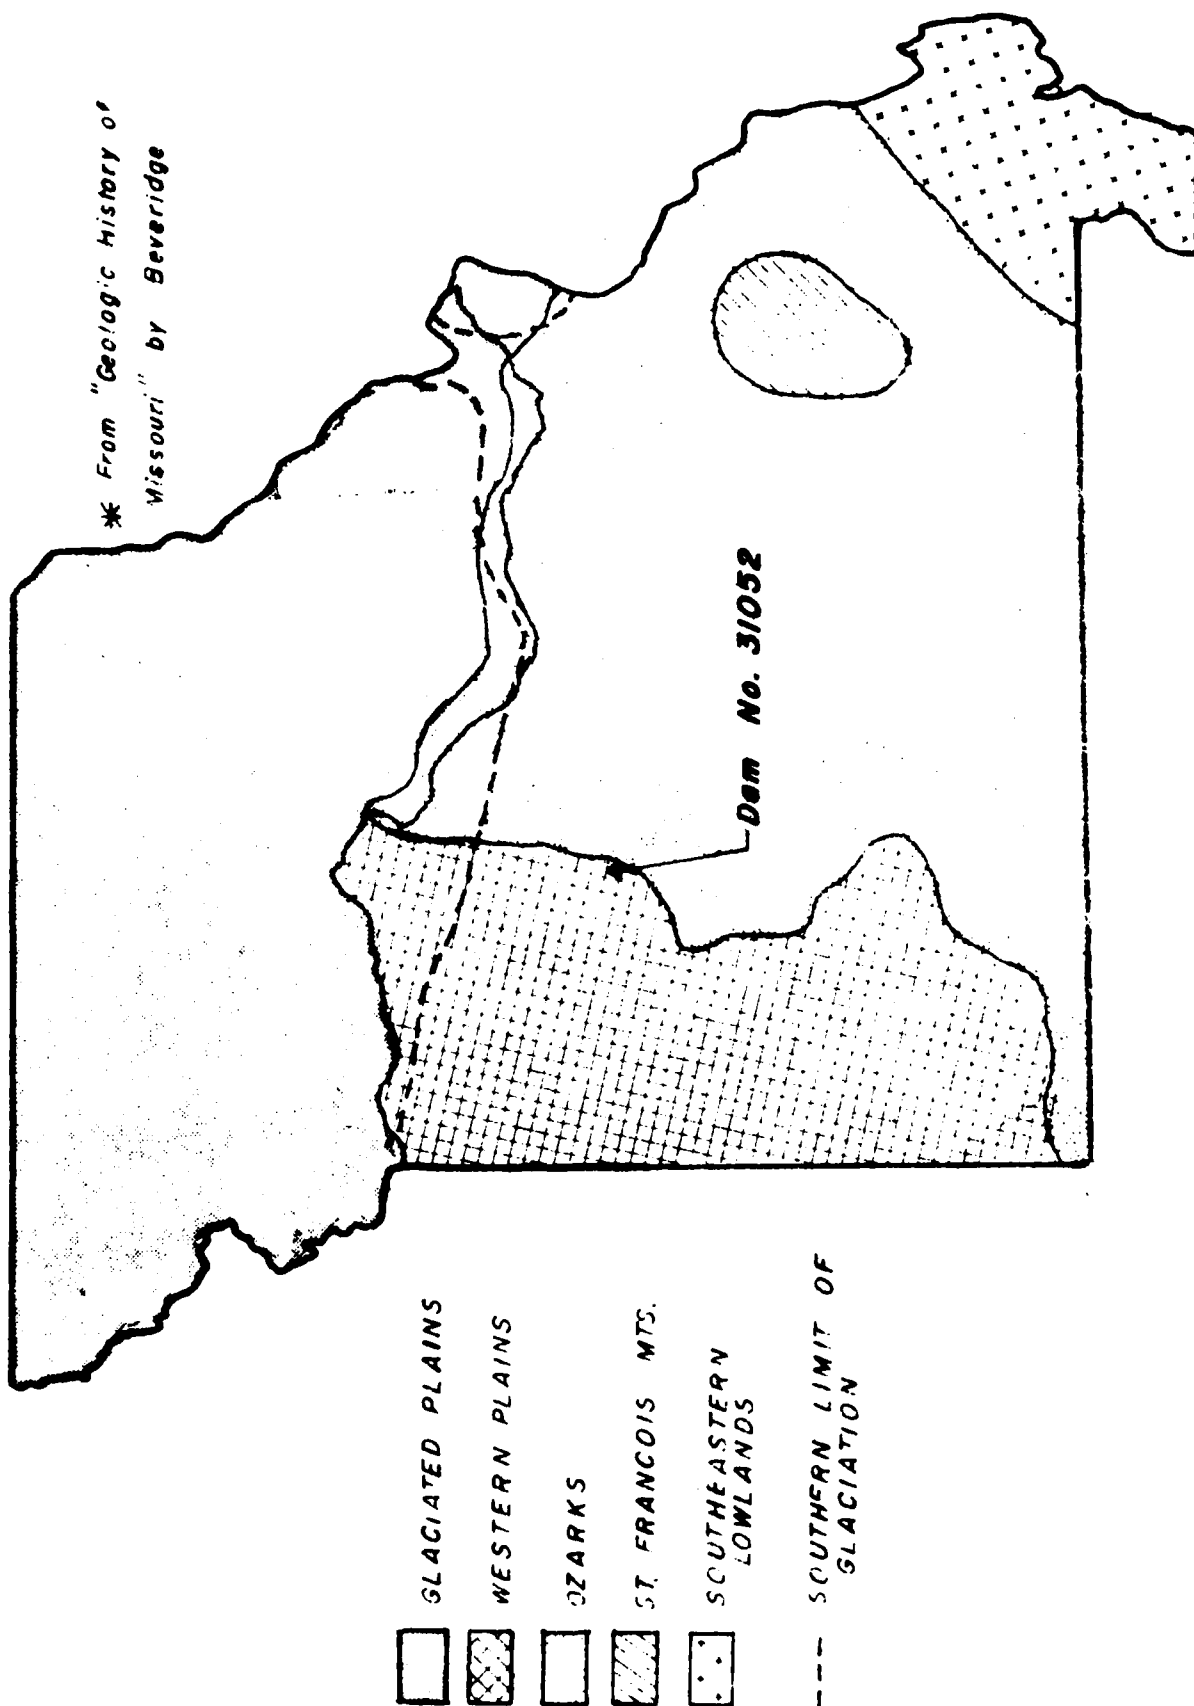 * From "Geologic History of
Missouri" by Beveridge
Dam No. 31052
GLACIATED PLAINS
WESTERN PLAINS
OZARKS
ST. FRANCOIS MTS.
SOUTHEASTERN
LOWLANDS
SOUTHERN LIMIT OF
GLACIATION